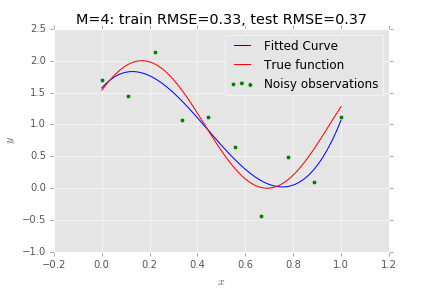 M=4: train RMSE=0.33, test RMSE=0.37
Fitted Curve
True function
Noisy observations
2.5
2.0
1.5
1.0
0.5
0.0
−0.5
−1.0
y
−0.2
0.0
0.2
0.4
0.6
0.8
1.0
1.2
x